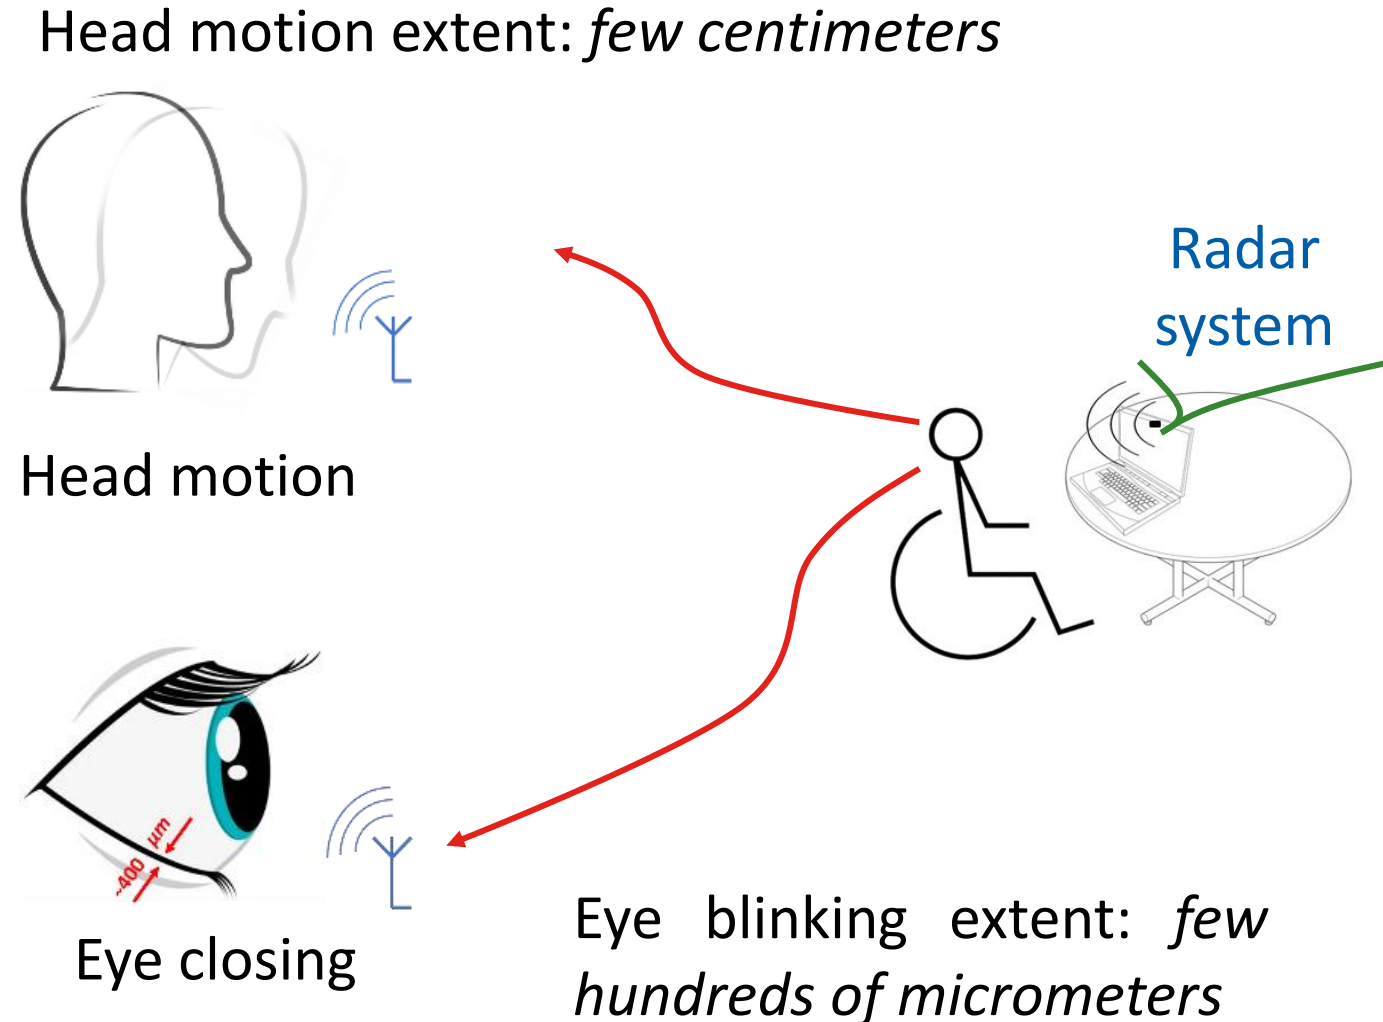 Head motion extent: few centimeters
Radar
system
Head motion
~400 µm
Eye closing
Eye blinking extent: few
hundreds of micrometers